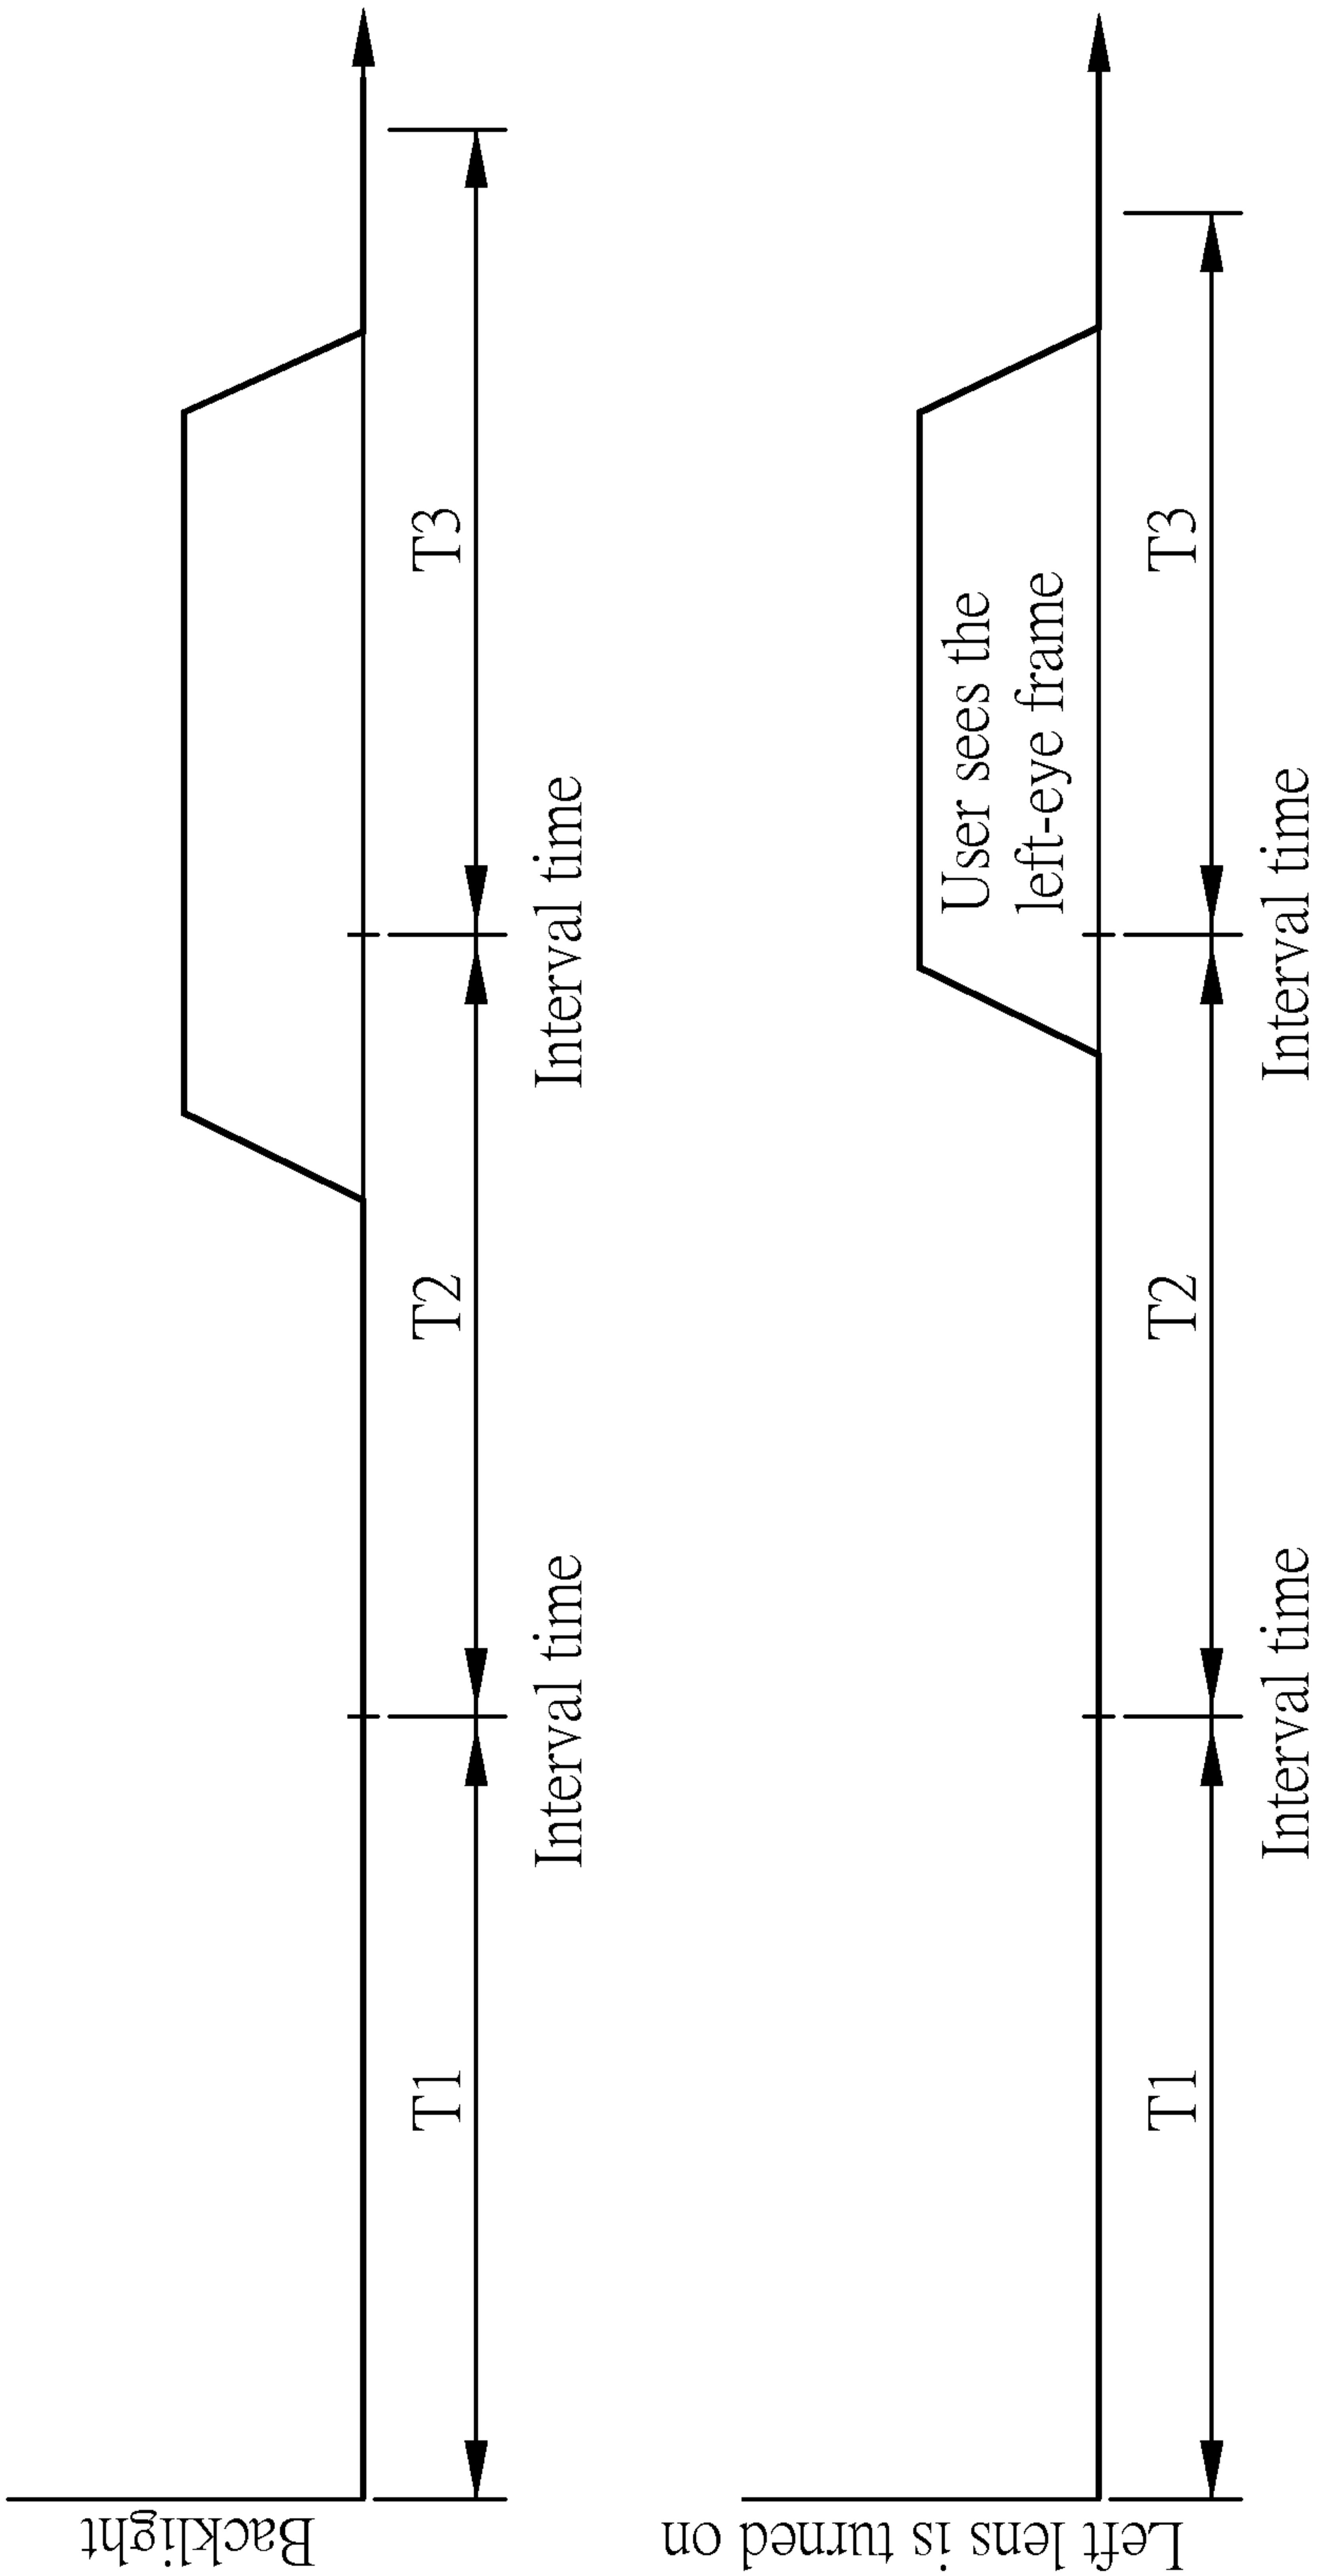 Backlight
T1
T2
T3
Interval time
Interval time
Left lens is turned on
User sees the
left-eye frame
T1
T2
T3
Interval time
Interval time